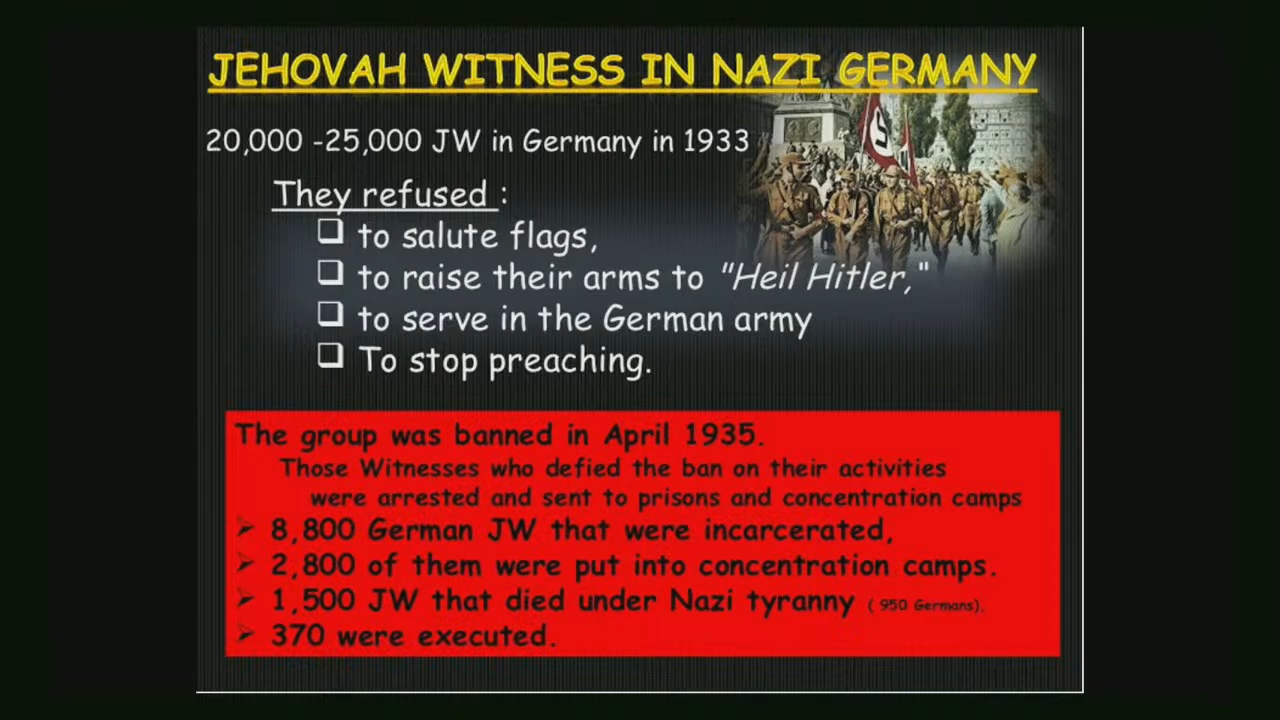 JEHOVAH WITNESS IN NAZI GERMANY
20,000 -25,000 JW in Germany in 1933
They refused :
❑ to salute flags,
❑ to raise their arms to "Heil Hitler,"
❑ to serve in the German army
❑ To stop preaching.
The group was banned in April 1935.
Those Witnesses who defied the ban on their activities
were arrested and sent to prisons and concentration camps
➢ 8,800 German JW that were incarcerated,
➢ 2,800 of them were put into concentration camps.
➢ 1,500 JW that died under Nazi tyranny ( 950 Germans).
➢ 370 were executed.